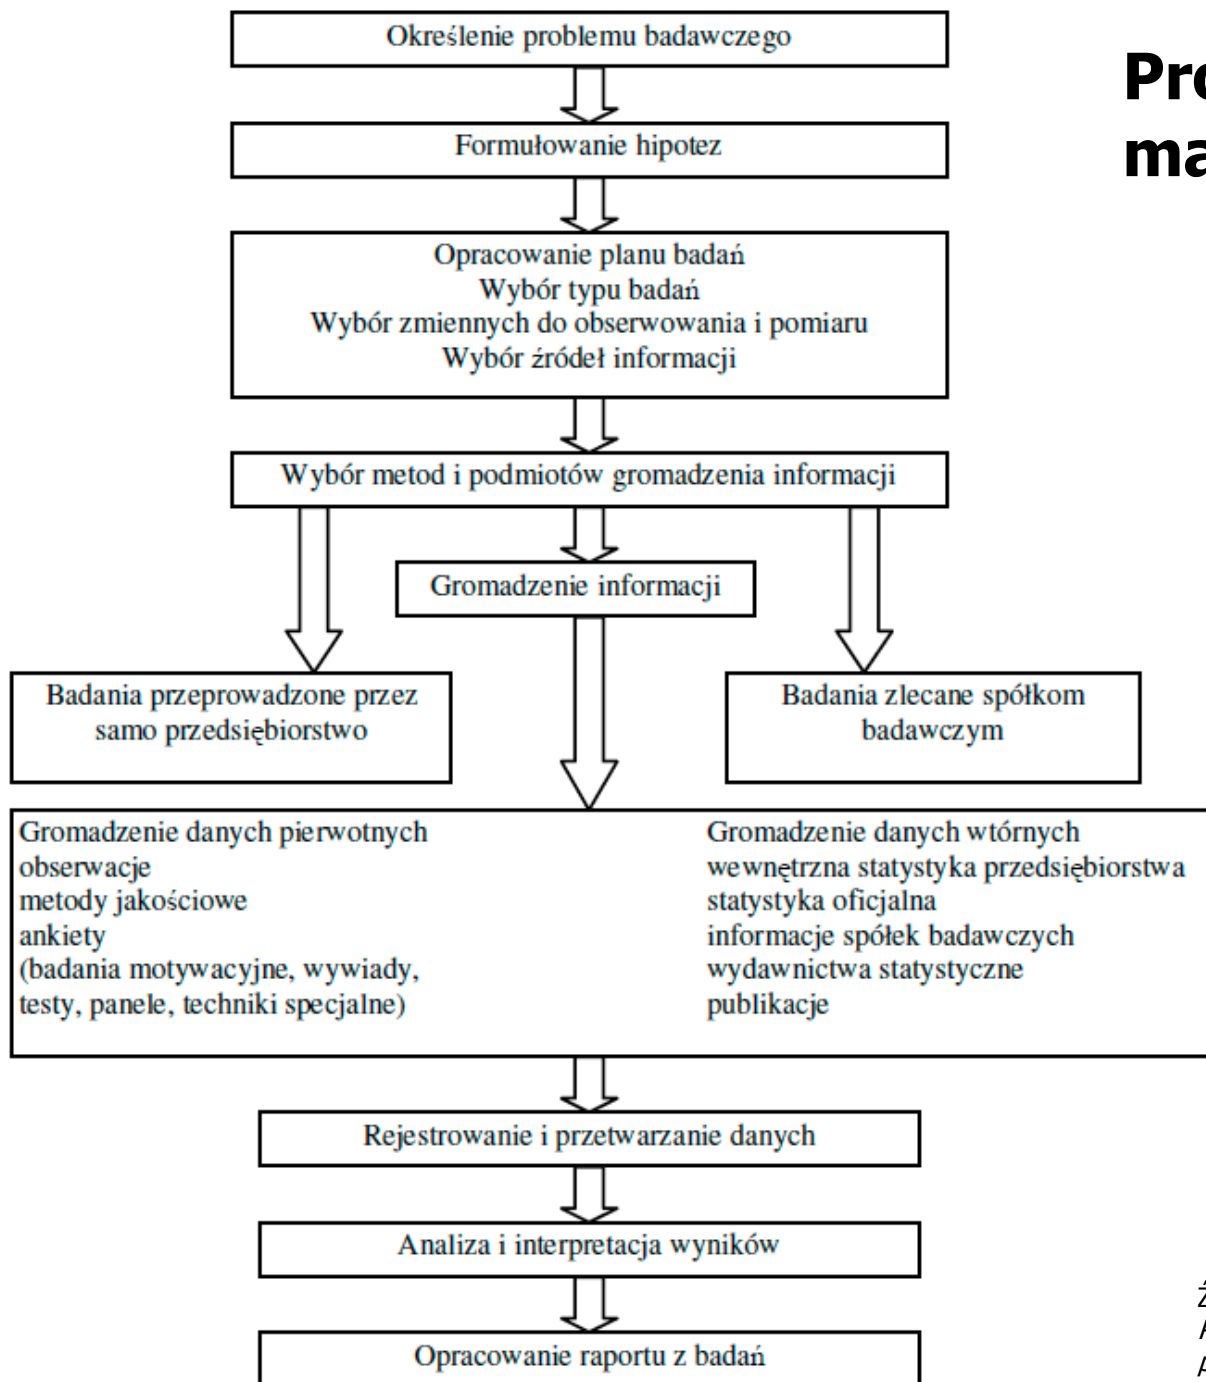 Określenie problemu badawczego
Formułowanie hipotez
Opracowanie planu badań
Wybór typu badań
Wybór zmiennych do obserwowania i pomiaru
Wybór źródeł informacji
Wybór metod i podmiotów gromadzenia informacji
Gromadzenie informacji
Badania przeprowadzone przez
samo przedsiębiorstwo
Badania zlecane spółkom
badawczym
Gromadzenie danych pierwotnych
obserwacje
metody jakościowe
ankiety
(badania motywacyjne, wywiady,
testy, panele, techniki specjalne)
Gromadzenie danych wtórnych
wewnętrzna statystyka przedsiębiorstwa
statystyka oficjalna
informacje spółek badawczych
wydawnictwa statystyczne
publikacje
Rejestrowanie i przetwarzanie danych
Analiza i interpretacja wyników
Opracowanie raportu z badań